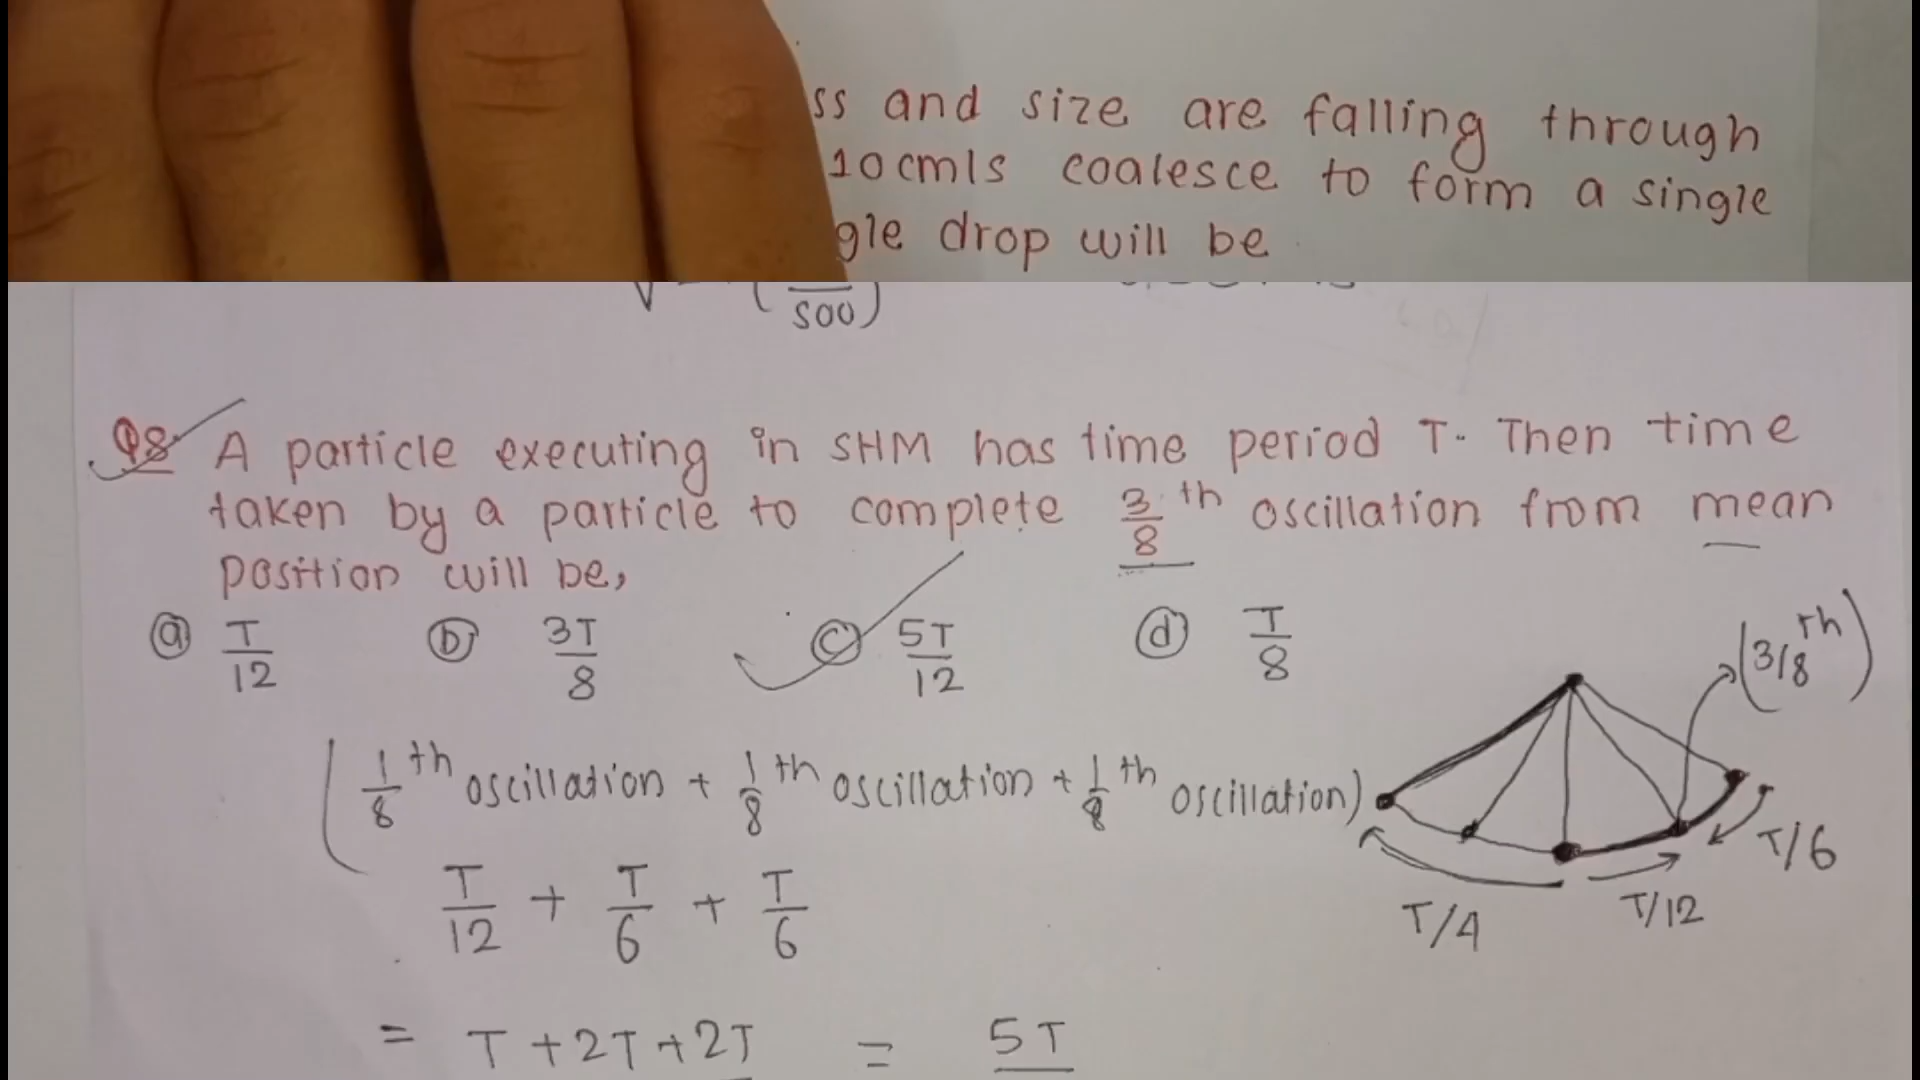 ss and size are falling through
10cm/s coalesce to form a single
gle drop will be
500)
Q8 A particle executing in SHM has time period T. Then time
taken by a particle to complete 3/8 th oscillation from mean
position will be,
(a) T/12 (b) 3T/8 (c) 5T/12 (d) T/8
(3/8 th)
(1/8 th oscillation + 1/8 th oscillation + 1/8 th oscillation)
T/6
T/4 T/12
T/12 + T/6 + T/6
= T + 2T + 2T = 5T